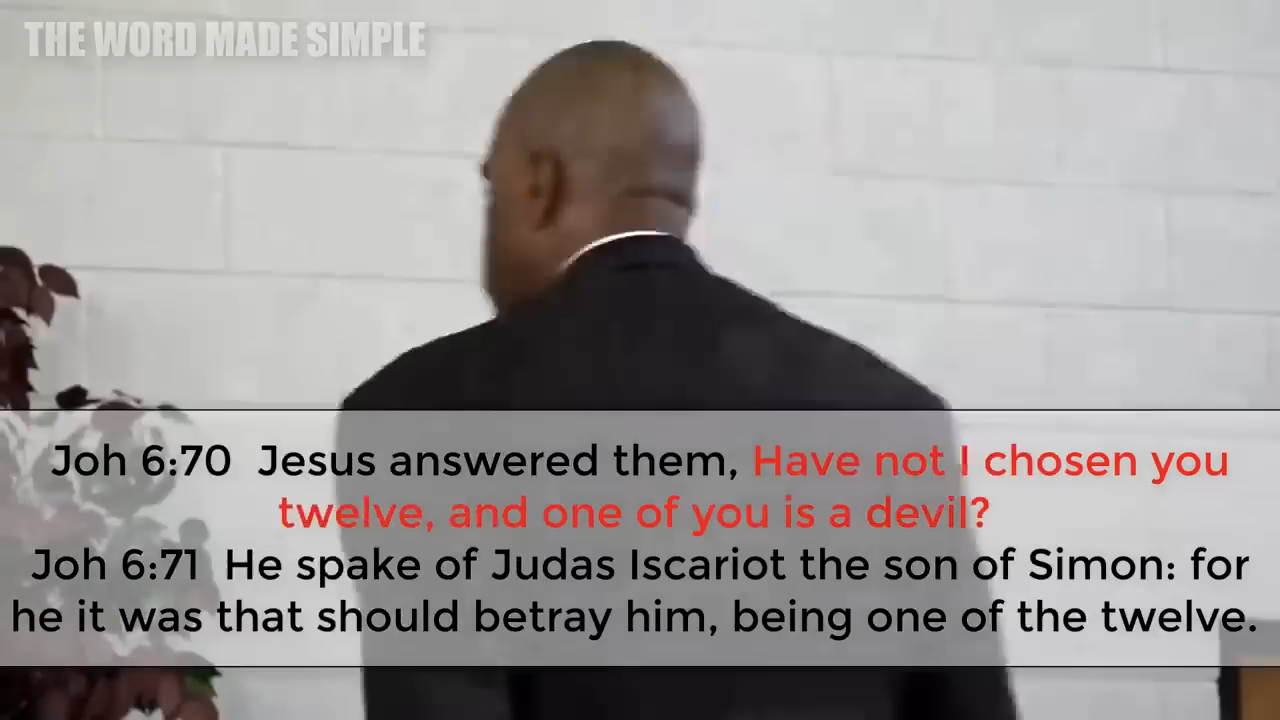 THE WORD MADE SIMPLE
Joh 6:70  Jesus answered them, Have not I chosen you
twelve, and one of you is a devil?
Joh 6:71  He spake of Judas Iscariot the son of Simon: for
he it was that should betray him, being one of the twelve.